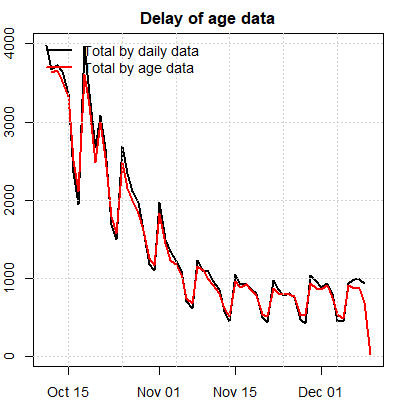 Delay of age data
Total by daily data
Total by age data
4000
3000
2000
1000
0
Oct 15
Nov 01
Nov 15
Dec 01